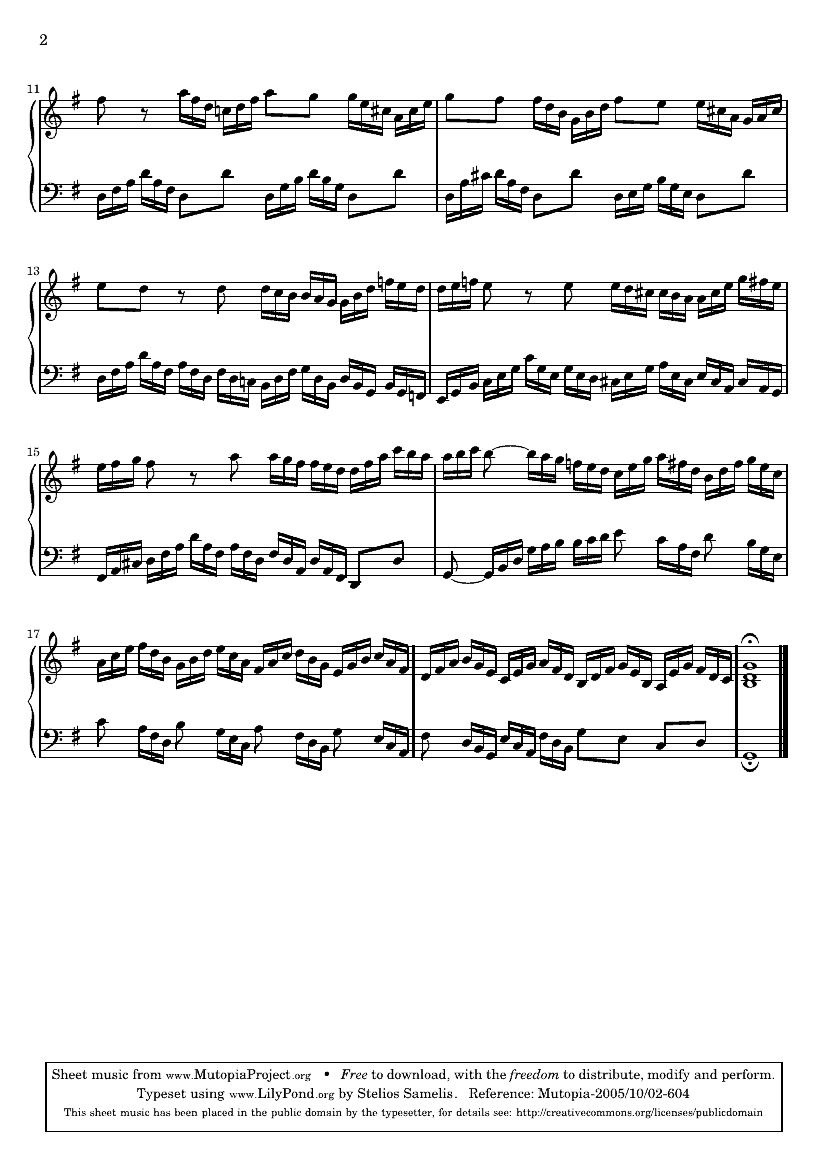 2
11
13
15
17
Sheet music from www.MutopiaProject.org • Free to download, with the freedom to distribute, modify and perform.
Typeset using www.LilyPond.org by Stelios Samelis. Reference: Mutopia-2005/10/02-604
This sheet music has been placed in the public domain by the typesetter, for details see: http://creativecommons.org/licenses/publicdomain